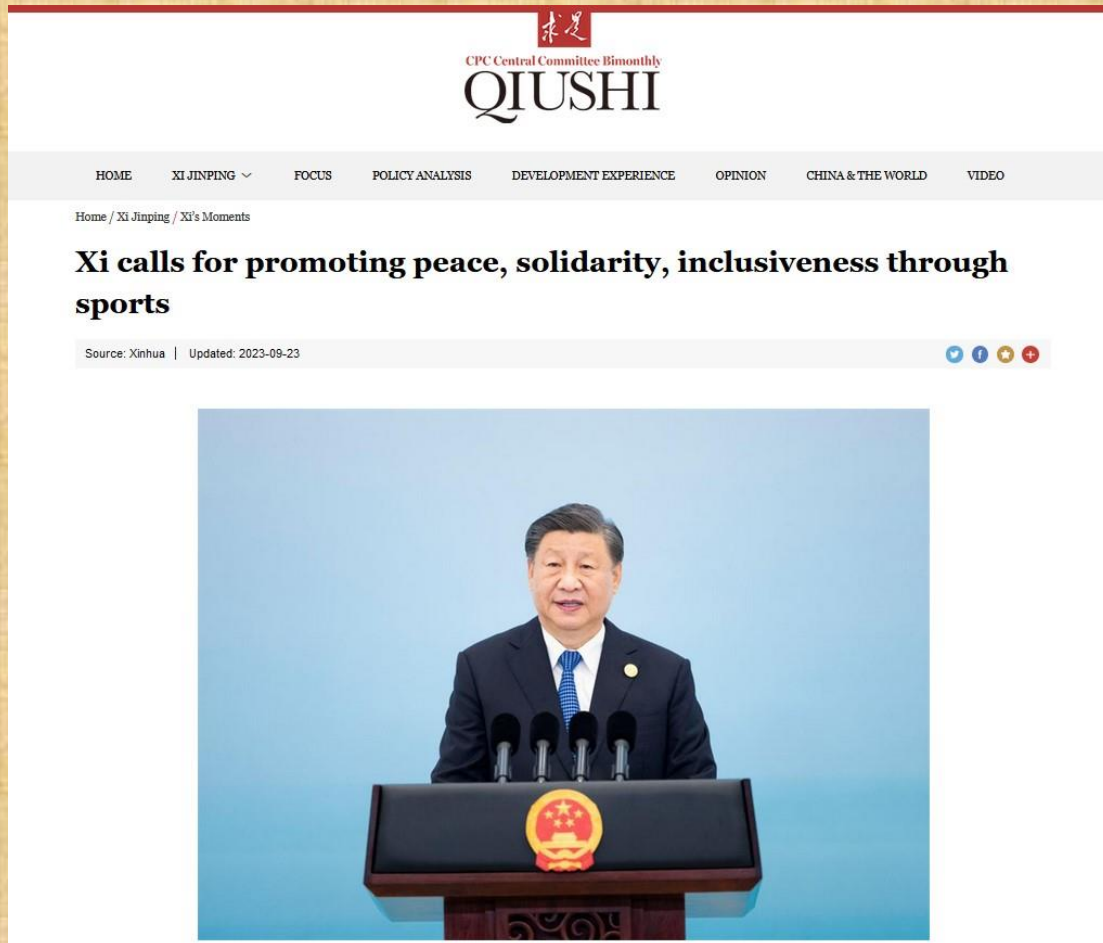 求是
CPC Central Committee Bimonthly
QIUSHI
HOME XI JINPING FOCUS POLICY ANALYSIS DEVELOPMENT EXPERIENCE OPINION CHINA & THE WORLD VIDEO
Home / Xi Jinping / Xi's Moments
Xi calls for promoting peace, solidarity, inclusiveness through
sports
Source: Xinhua | Updated: 2023-09-23